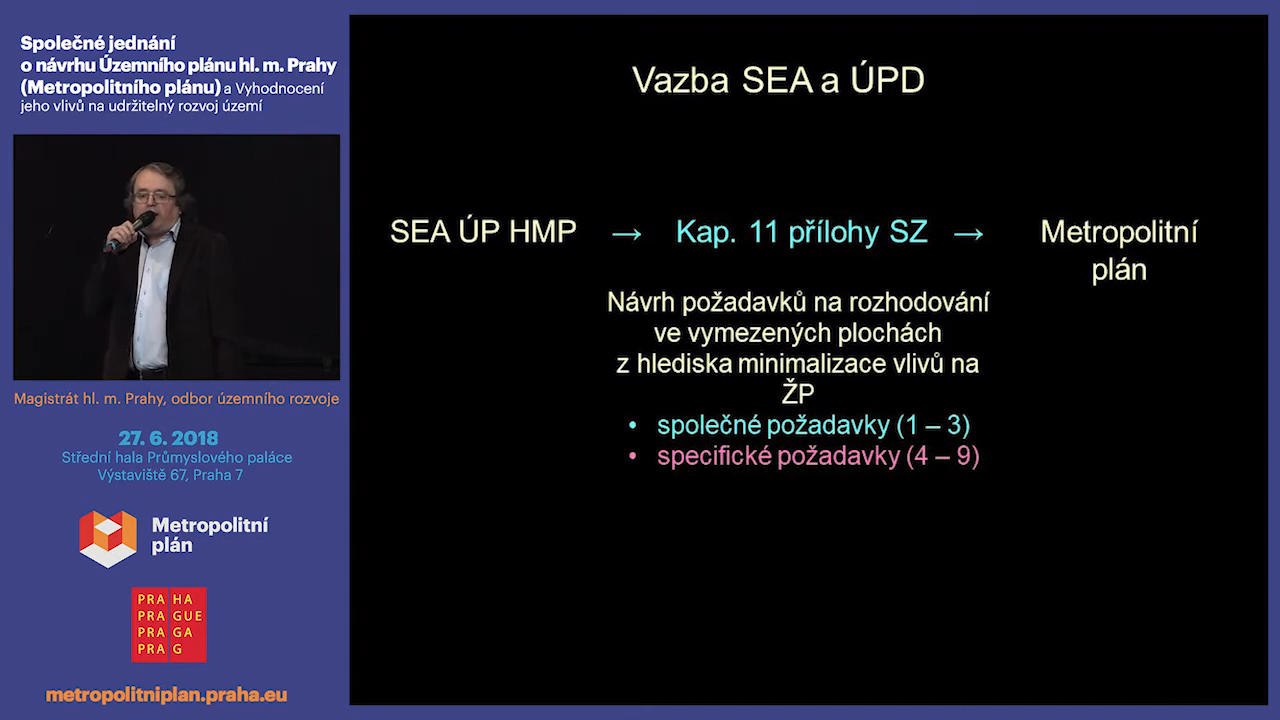 Společné jednání
o návrhu Územního plánu hl. m. Prahy
(Metropolitního plánu) a Vyhodnocení
jeho vlivů na udržitelný rozvoj území
Magistrát hl. m. Prahy, odbor územního rozvoje
27. 6. 2018
Střední hala Průmyslového paláce
Výstaviště 67, Praha 7
Metropolitní
plán
PRA HA
PRA GUE
PRA GA
PRA G
metropolitniplan.praha.eu
Vazba SEA a ÚPD
SEA ÚP HMP → Kap. 11 přílohy SZ → Metropolitní
plán
Návrh požadavků na rozhodování
ve vymezených plochách
z hlediska minimalizace vlivů na
ŽP
• společné požadavky (1 – 3)
• specifické požadavky (4 – 9)